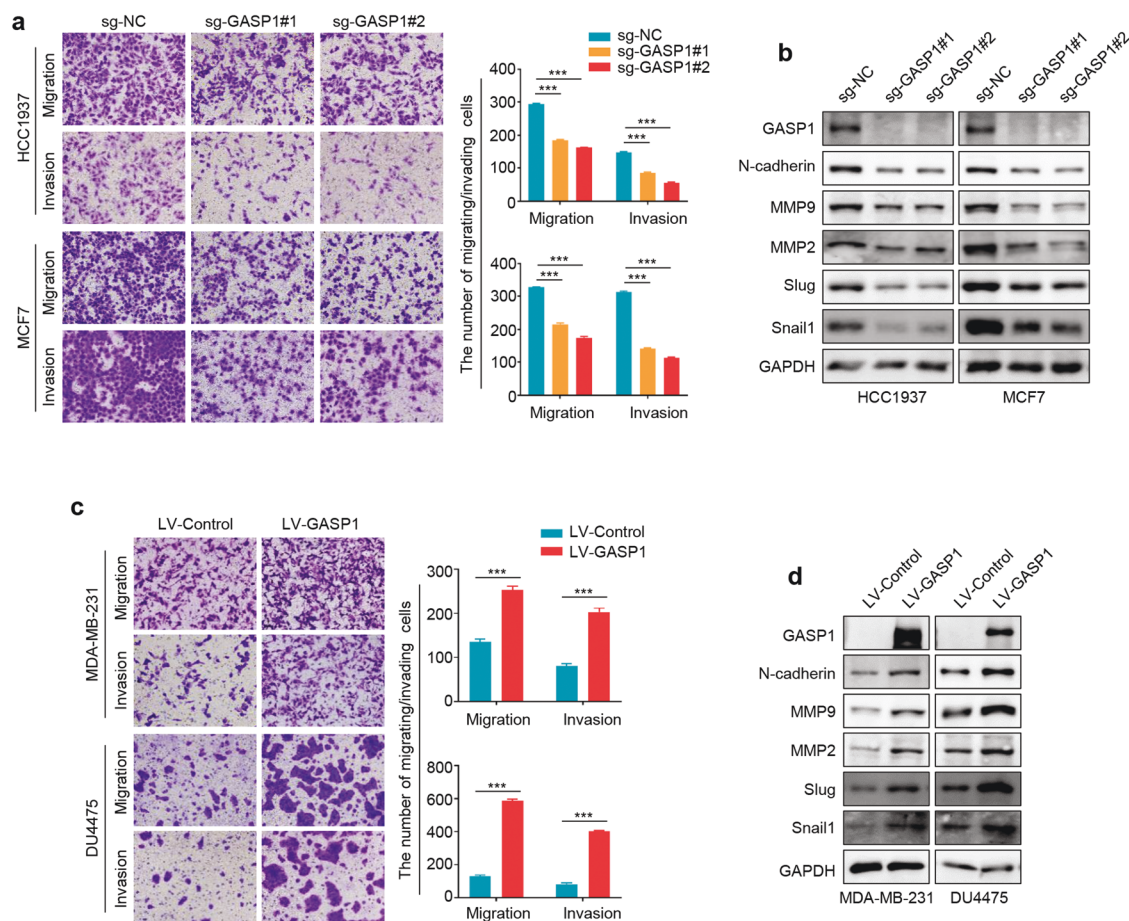 a
sg-NC sg-GASP1#1 sg-GASP1#2
HCC1937
Migration
Invasion
MCF7
Migration
Invasion
sg-NC
sg-GASP1#1
sg-GASP1#2
The number of migrating/invading cells
400
300
200
100
0
*** *** *** ***
Migration Invasion
400
300
200
100
0
*** *** *** ***
Migration Invasion
b
sg-NC sg-GASP1#1 sg-GASP1#2 sg-NC sg-GASP1#1 sg-GASP1#2
GASP1
N-cadherin
MMP9
MMP2
Slug
Snail1
GAPDH
HCC1937 MCF7
c
LV-Control LV-GASP1
MDA-MB-231
Migration
Invasion
DU4475
Migration
Invasion
LV-Control
LV-GASP1
The number of migrating/invading cells
300
200
100
0
*** ***
Migration Invasion
800
600
400
200
0
*** ***
Migration Invasion
d
LV-Control LV-GASP1 LV-Control LV-GASP1
GASP1
N-cadherin
MMP9
MMP2
Slug
Snail1
GAPDH
MDA-MB-231 DU4475